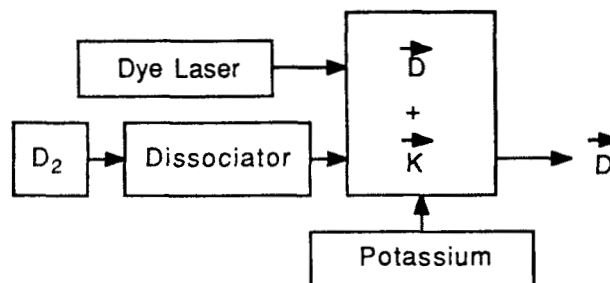 Dye Laser
D₂
Dissociator
D
+
K
D
Potassium